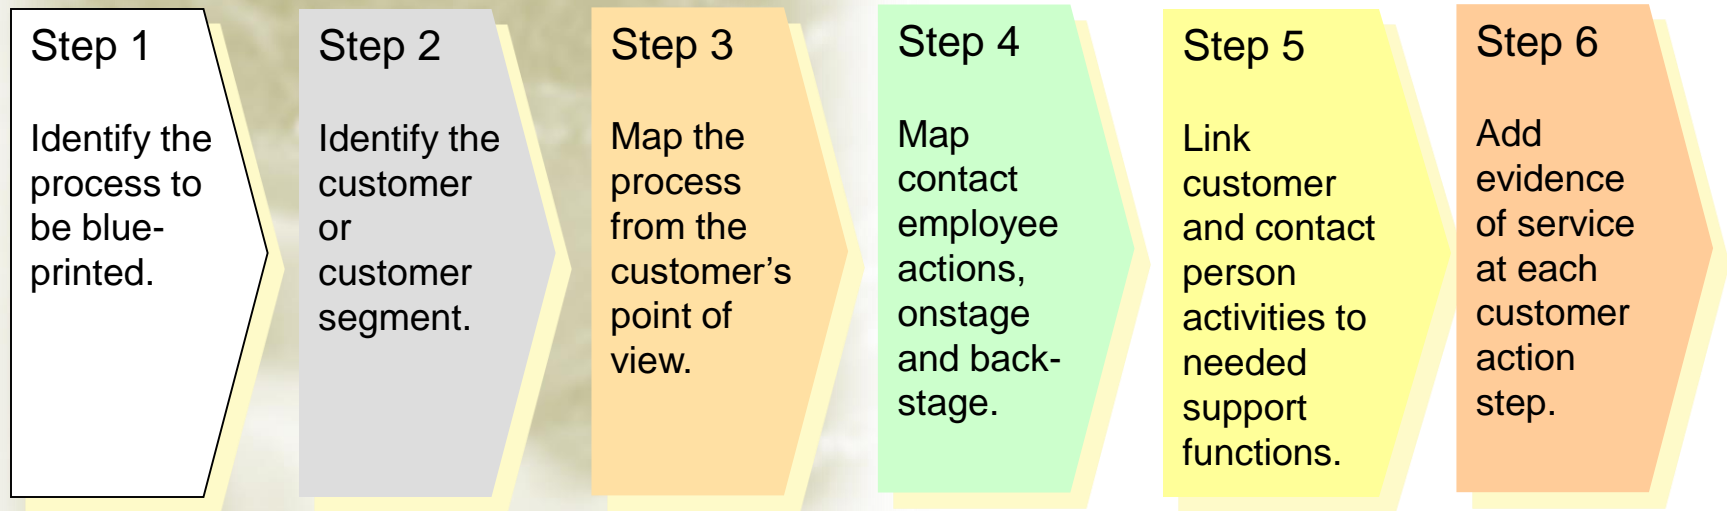 Step 1
Identify the
process to
be blue-
printed.
Step 2
Identify the
customer
or
customer
segment.
Step 3
Map the
process
from the
customer’s
point of
view.
Step 4
Map
contact
employee
actions,
onstage
and back-
stage.
Step 5
Link
customer
and contact
person
activities to
needed
support
functions.
Step 6
Add
evidence
of service
at each
customer
action
step.